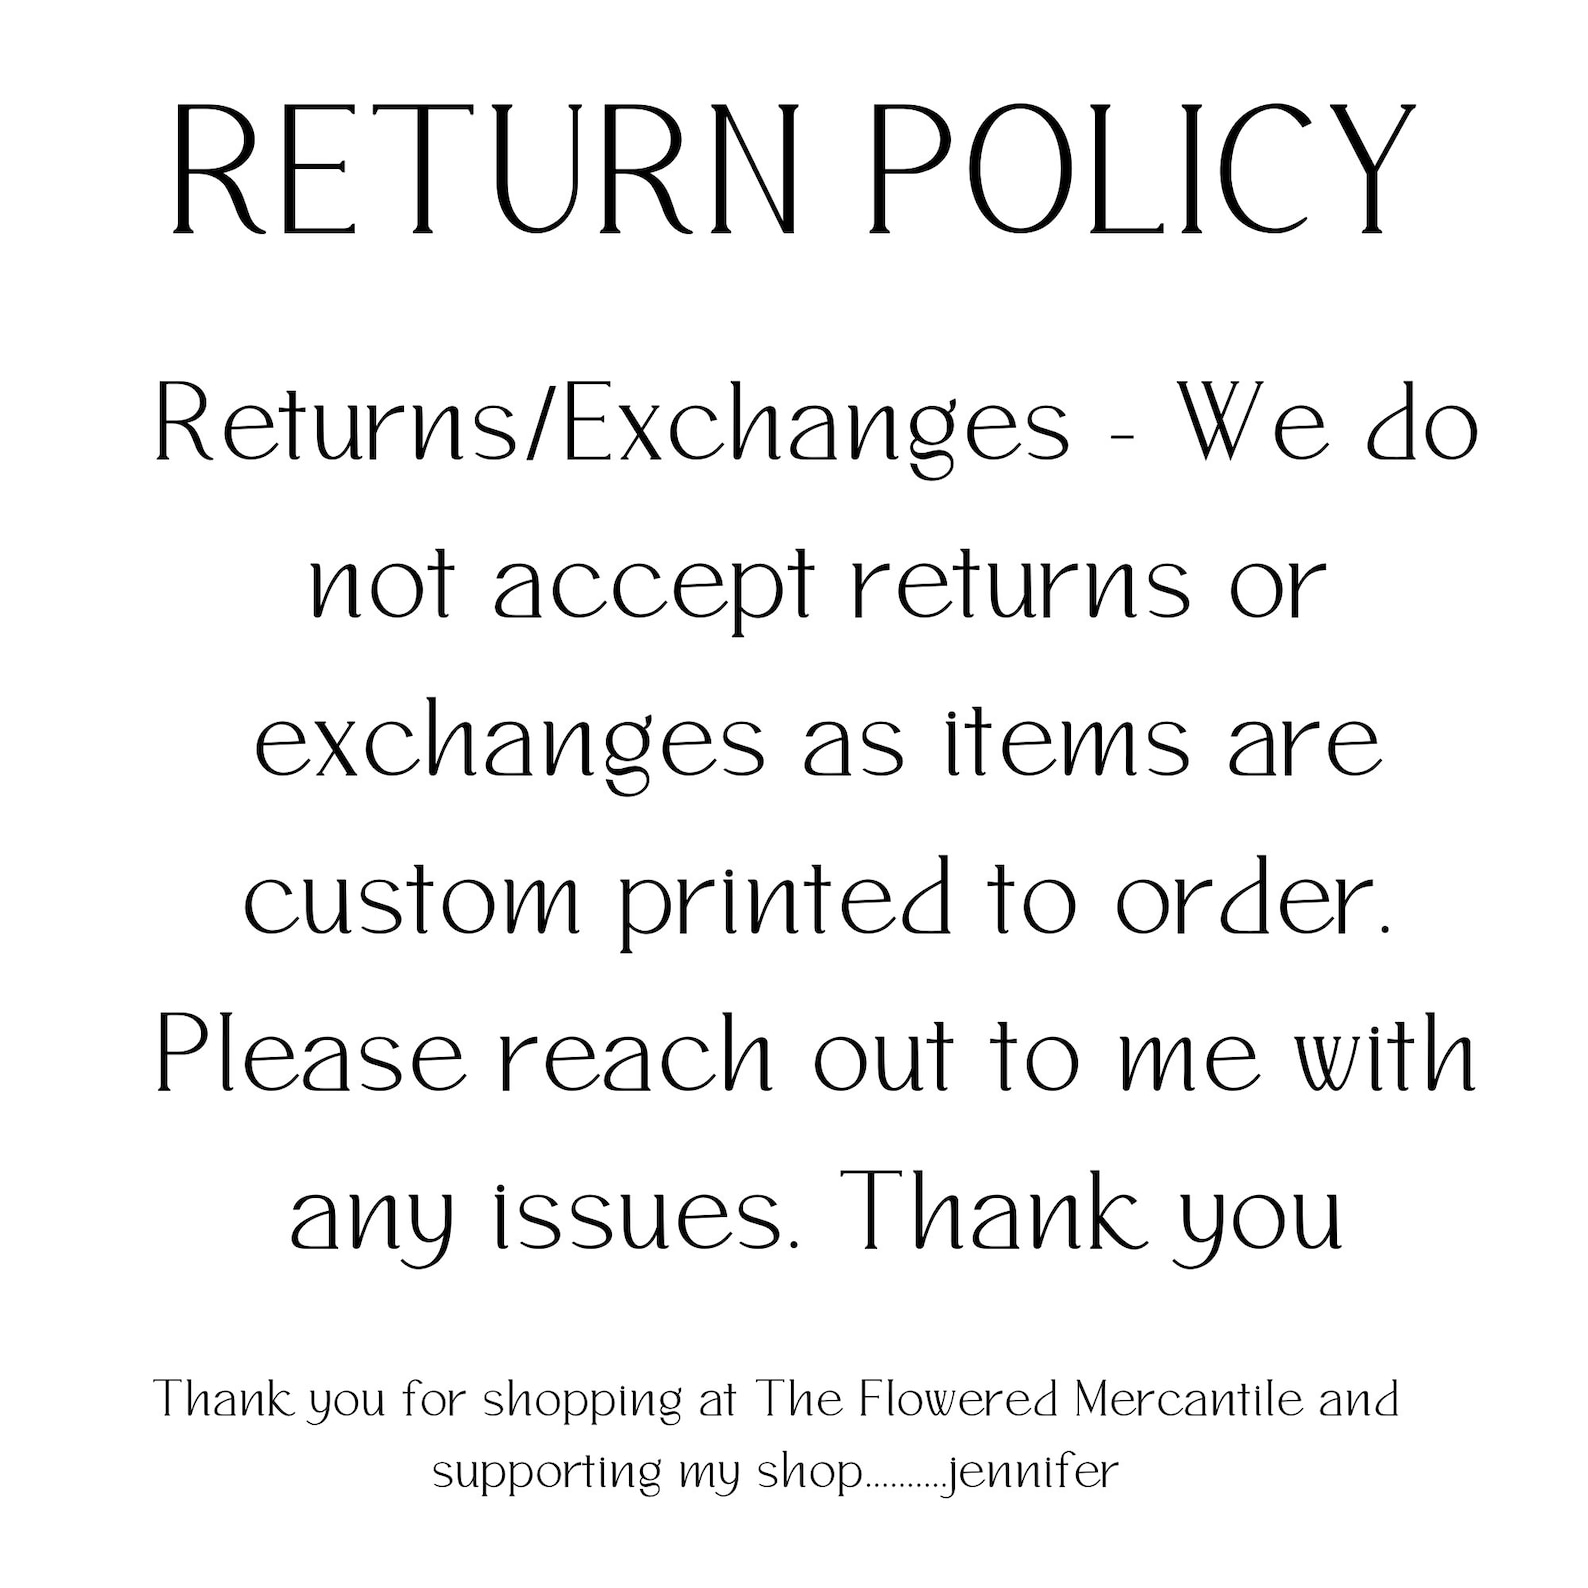 RETURN POLICY
Returns/Exchanges - We do
not accept returns or
exchanges as items are
custom printed to order.
Please reach out to me with
any issues. Thank you
Thank you for shopping at The Flowered Mercantile and
supporting my shop..........jennifer